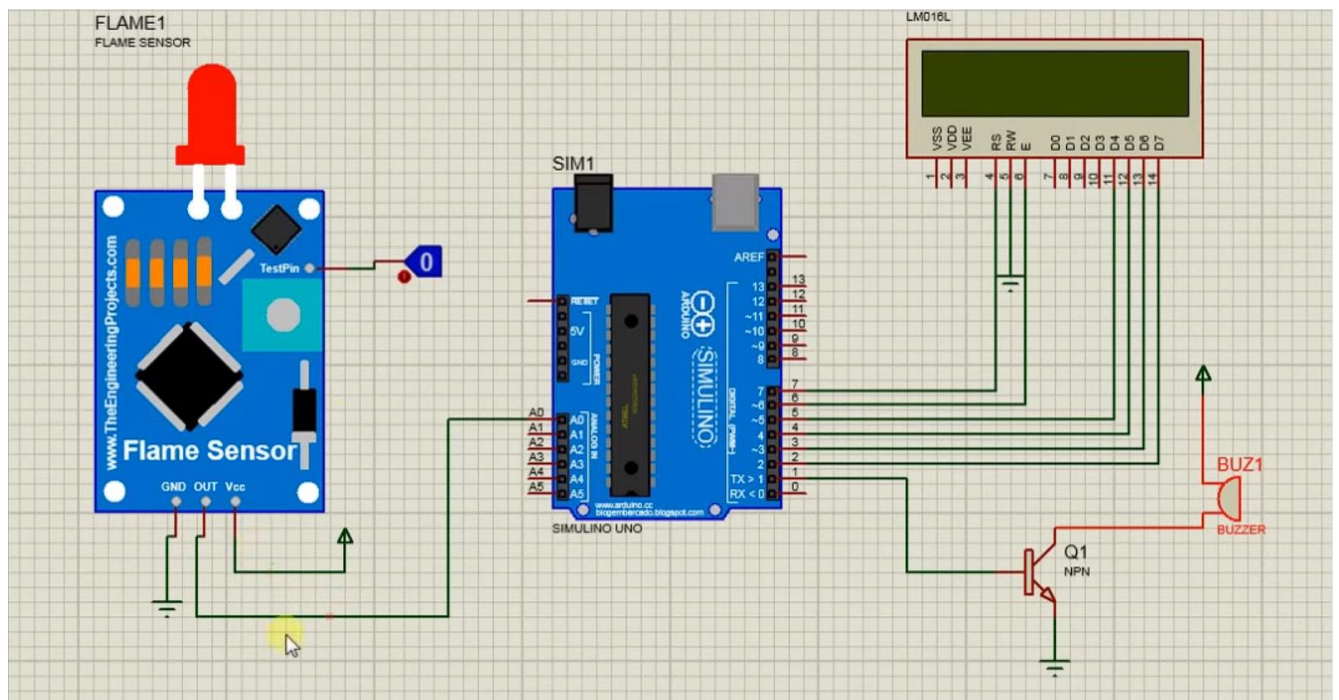 FLAME1
FLAME SENSOR
TestPin
0
www.TheEngineeringProjects.com
Flame Sensor
GND OUT Vcc
SIM1
RESET
5V
GND
POWER
A0 A0
A1 A1
A2 A2
A3 A3
A4 A4
A5 A5
ANALOG IN
ARDUINO
SIMULINO
AREF
13 13
12 12
~11 11
~10 10
~9 9
8 8
DIGITAL (PWM~)
7 7
~6 6
~5 5
4 4
~3 3
2 2
TX > 1 1
RX < 0 0
www.arduino.cc
blogembarcado.blogspot.com
SIMULINO UNO
LM016L
VSS VDD VEE RS RW E D0 D1 D2 D3 D4 D5 D6 D7
1 2 3 4 5 6 7 8 9 10 11 12 13 14
BUZ1
BUZZER
Q1
NPN